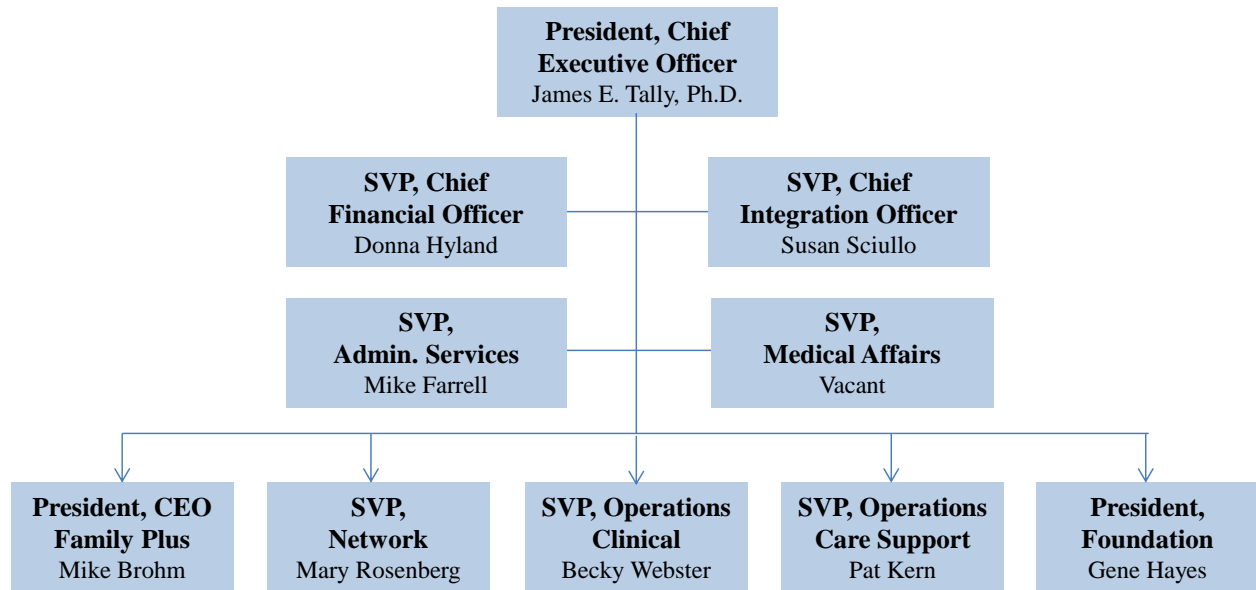 President, Chief
Executive Officer
James E. Tally, Ph.D.
SVP, Chief
Financial Officer
Donna Hyland
SVP, Chief
Integration Officer
Susan Sciullo
SVP,
Admin. Services
Mike Farrell
SVP,
Medical Affairs
Vacant
President, CEO
Family Plus
Mike Brohm
SVP,
Network
Mary Rosenberg
SVP, Operations
Clinical
Becky Webster
SVP, Operations
Care Support
Pat Kern
President,
Foundation
Gene Hayes